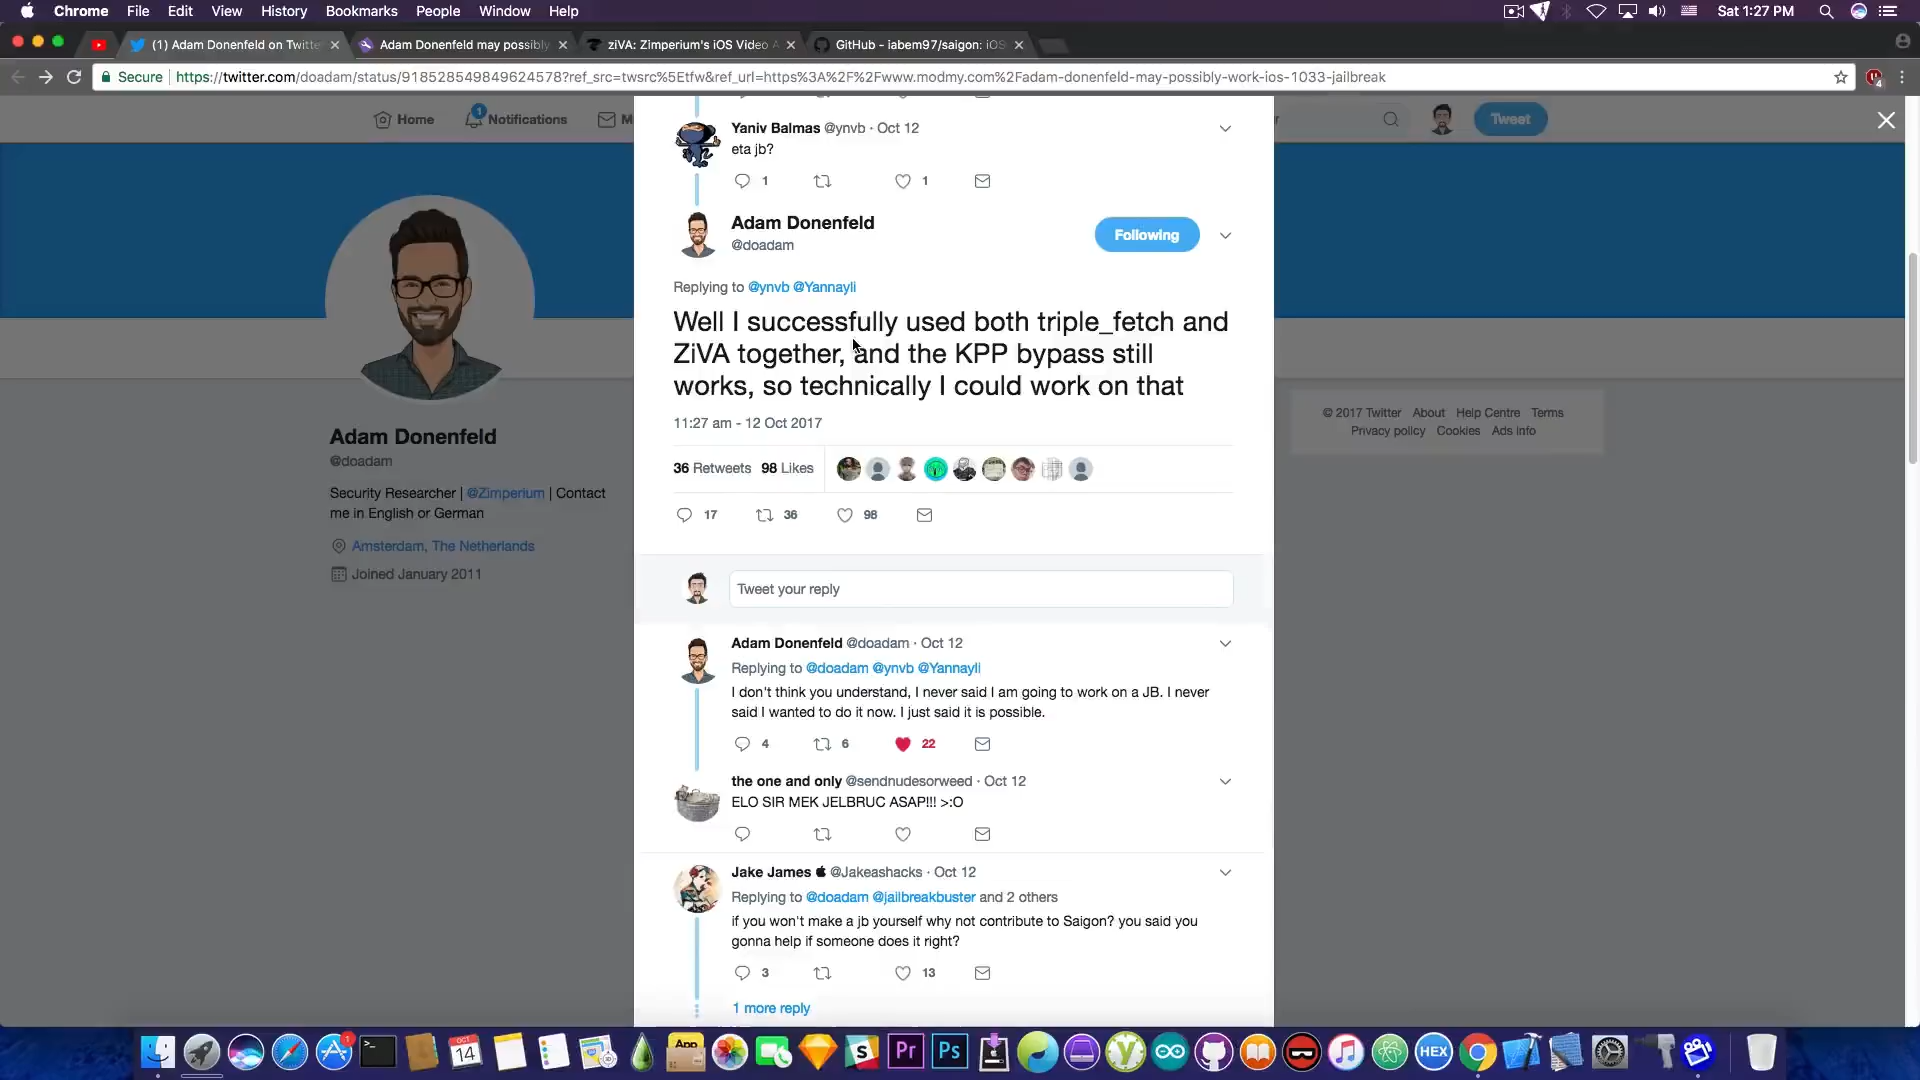 Chrome File Edit View History Bookmarks People Window Help Sat 1:27 PM
(1) Adam Donenfeld on Twitte
Adam Donenfeld may possibly
ziVA: Zimperium's iOS Video A
GitHub - iabem97/saigon: iOS
Secure https://twitter.com/doadam/status/918528549849624578?ref_src=twsrc%5Etfw&ref_url=https%3A%2F%2Fwww.modmy.com%2Fadam-donenfeld-may-possibly-work-ios-1033-jailbreak
4
Home 1 Notifications M r Tweet
Yaniv Balmas @ynvb · Oct 12
eta jb?
1 1
Adam Donenfeld
@doadam
Following
Replying to @ynvb @Yannayli
Well I successfully used both triple_fetch and
ZiVA together, and the KPP bypass still
works, so technically I could work on that
11:27 am - 12 Oct 2017
36 Retweets 98 Likes
17 36 98
Tweet your reply
Adam Donenfeld @doadam · Oct 12
Replying to @doadam @ynvb @Yannayli
I don't think you understand, I never said I am going to work on a JB. I never
said I wanted to do it now. I just said it is possible.
4 6 22
the one and only @sendnudesorweed · Oct 12
ELO SIR MEK JELBRUC ASAP!!! >:O
Jake James @Jakeashacks · Oct 12
Replying to @doadam @jailbreakbuster and 2 others
if you won't make a jb yourself why not contribute to Saigon? you said you
gonna help if someone does it right?
3 13
1 more reply
Adam Donenfeld
@doadam
Security Researcher | @Zimperium | Contact
me in English or German
Amsterdam, The Netherlands
Joined January 2011
© 2017 Twitter About Help Centre Terms
Privacy policy Cookies Ads info
1 >_ OCT 14 App S Pr Ps Y HEX